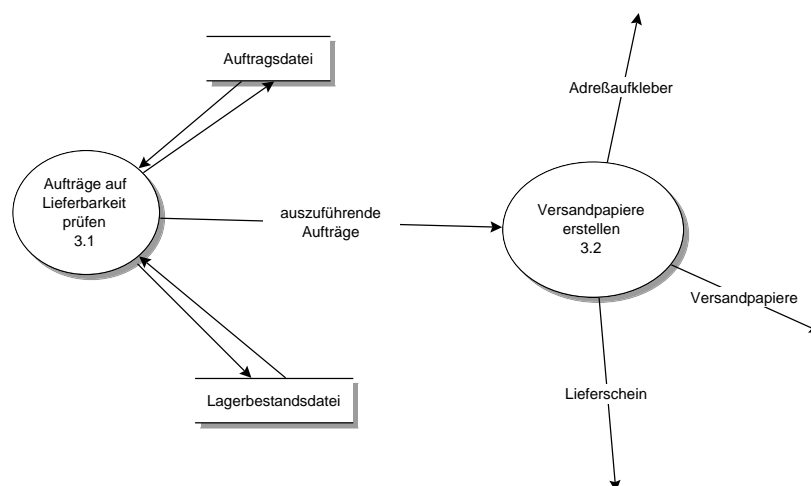 Auftragsdatei
Adreßaufkleber
Aufträge auf
Lieferbarkeit
prüfen
3.1
auszuführende
Aufträge
Versandpapiere
erstellen
3.2
Versandpapiere
Lieferschein
Lagerbestandsdatei